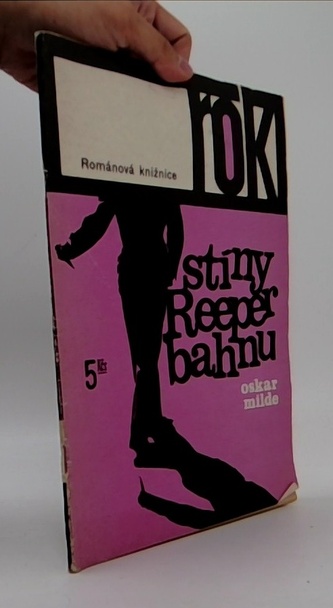 rok
Románová knižnice
stíny
Reeper
bahnu
5 Kčs
oskar
milde